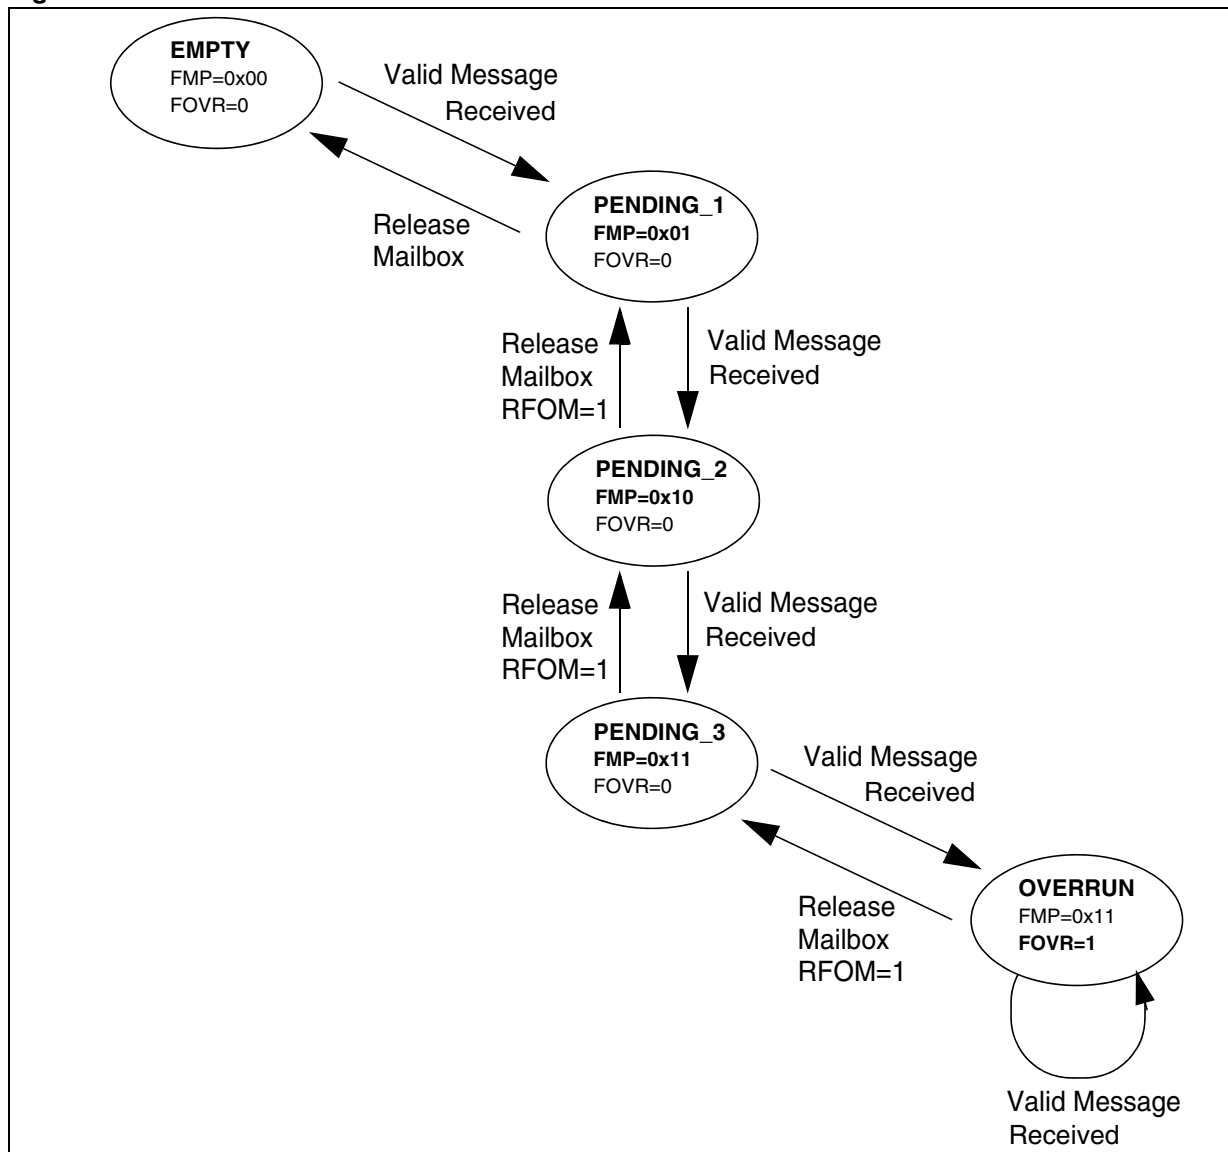 EMPTY
FMP=0x00
FOVR=0
Valid Message
Received
Release
Mailbox
PENDING_1
FMP=0x01
FOVR=0
Release
Mailbox
RFOM=1
Valid Message
Received
PENDING_2
FMP=0x10
FOVR=0
Release
Mailbox
RFOM=1
Valid Message
Received
PENDING_3
FMP=0x11
FOVR=0
Valid Message
Received
Release
Mailbox
RFOM=1
OVERRUN
FMP=0x11
FOVR=1
Valid Message
Received